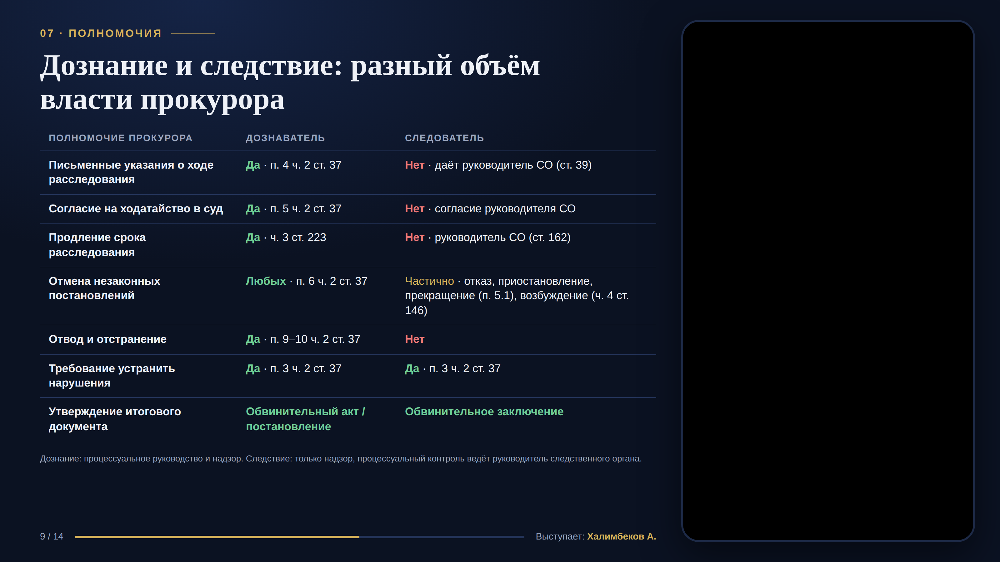 07 · ПОЛНОМОЧИЯ
Дознание и следствие: разный объём
власти прокурора
ПОЛНОМОЧИЕ ПРОКУРОРА ДОЗНАВАТЕЛЬ СЛЕДОВАТЕЛЬ
Письменные указания о ходе
расследования
Да · п. 4 ч. 2 ст. 37
Нет · даёт руководитель СО (ст. 39)
Согласие на ходатайство в суд
Да · п. 5 ч. 2 ст. 37
Нет · согласие руководителя СО
Продление срока
расследования
Да · ч. 3 ст. 223
Нет · руководитель СО (ст. 162)
Отмена незаконных
постановлений
Любых · п. 6 ч. 2 ст. 37
Частично · отказ, приостановление,
прекращение (п. 5.1), возбуждение (ч. 4 ст.
146)
Отвод и отстранение
Да · п. 9–10 ч. 2 ст. 37
Нет
Требование устранить
нарушения
Да · п. 3 ч. 2 ст. 37
Да · п. 3 ч. 2 ст. 37
Утверждение итогового
документа
Обвинительный акт /
постановление
Обвинительное заключение
Дознание: процессуальное руководство и надзор. Следствие: только надзор, процессуальный контроль ведёт руководитель следственного органа.
9 / 14
Выступает: Халимбеков А.